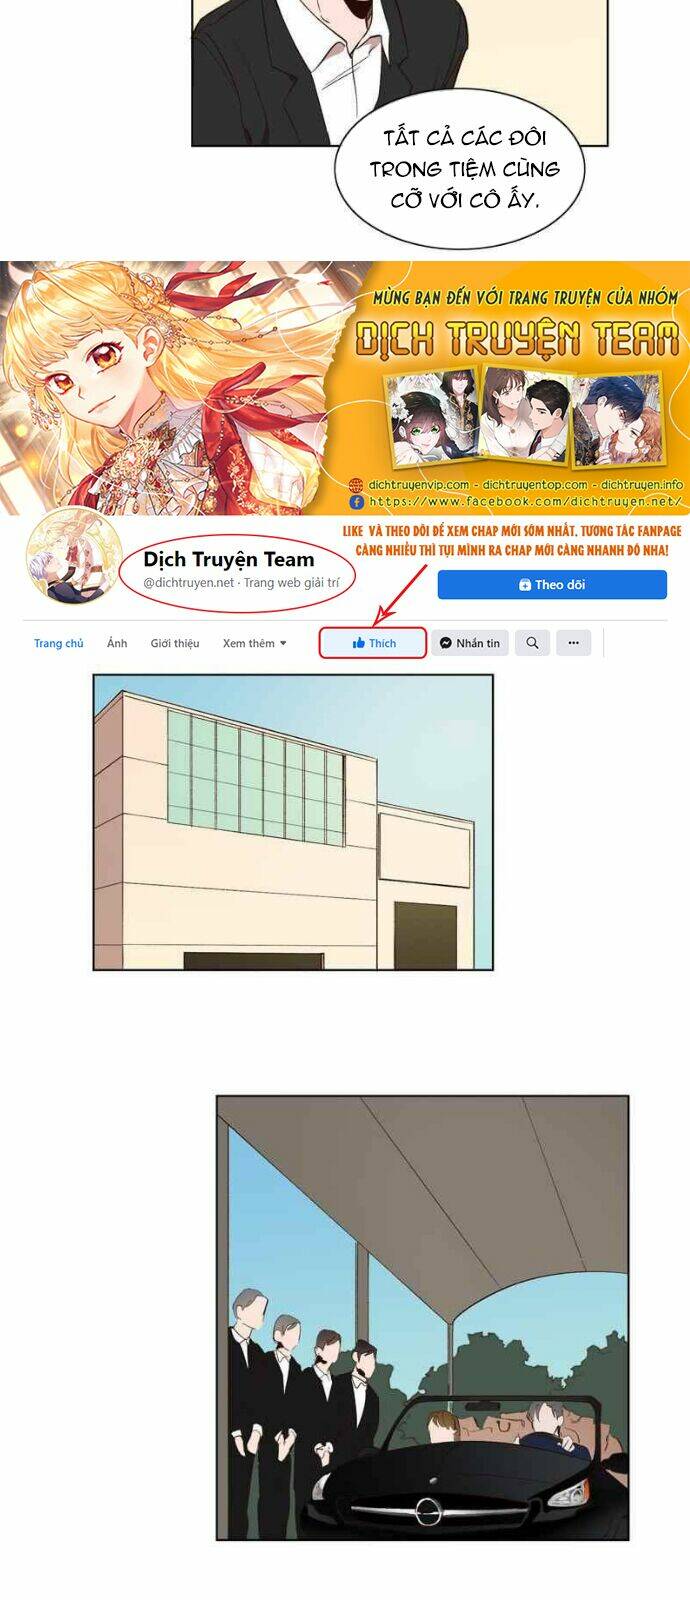 TẤT CẢ CÁC ĐÔI
TRONG TIỆM CÙNG
CỠ VỚI CÔ ẤY.
MỪNG BẠN ĐẾN VỚI TRANG TRUYỆN CỦA NHÓM
DỊCH TRUYỆN TEAM
dichtruyenvip.com - dichtruyentop.com - dichtruyen.info
https://www.facebook.com/dichtruyen.net/
LIKE VÀ THEO DÕI ĐỂ XEM CHAP MỚI SỚM NHẤT, TƯƠNG TÁC FANPAGE
CÀNG NHIỀU THÌ TỤI MÌNH RA CHAP MỚI CÀNG NHANH ĐÓ NHA!
Dịch Truyện Team
@dichtruyen.net · Trang web giải trí
Theo dõi
Trang chủ Ảnh Giới thiệu Xem thêm Thích Nhắn tin